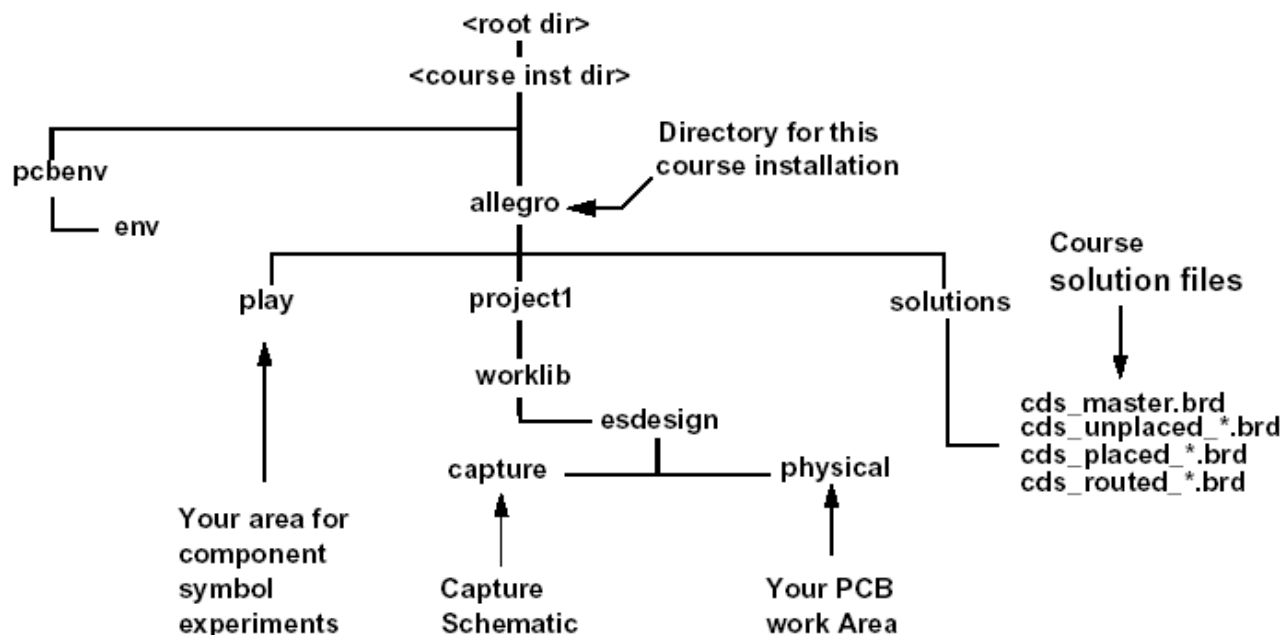 <root dir>
<course inst dir>
Directory for this
course installation
pcbenv
env
allegro
Course
solution files
play
project1
solutions
worklib
cds_master.brd
cds_unplaced_*.brd
cds_placed_*.brd
cds_routed_*.brd
esdesign
capture
physical
Your area for
component
symbol
experiments
Capture
Schematic
Your PCB
work Area